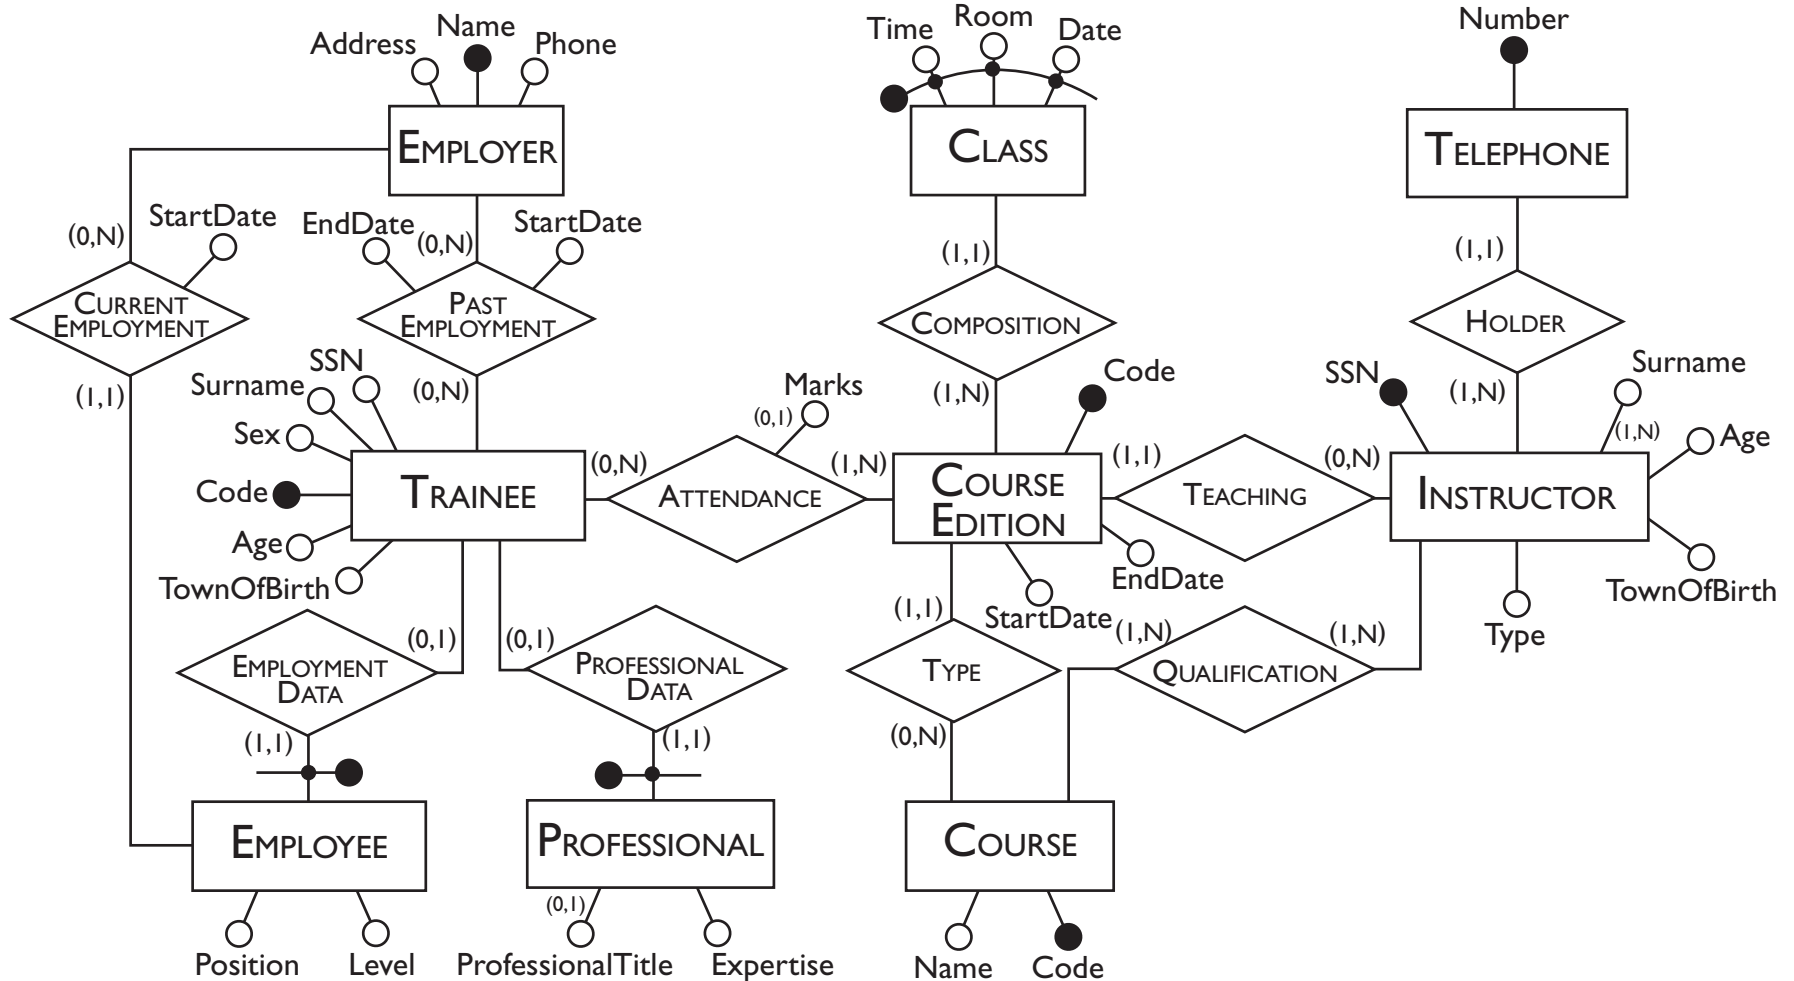 Name
Address
Phone
EMPLOYER
Time
Room
Date
CLASS
Number
TELEPHONE
(0,N)
StartDate
EndDate
(0,N)
StartDate
(1,1)
(1,1)
CURRENT
EMPLOYMENT
PAST
EMPLOYMENT
COMPOSITION
HOLDER
(1,1)
SSN
Surname
Sex
Code
Age
TownOfBirth
(0,N)
TRAINEE
(0,N)
Marks
(0,1)
ATTENDANCE
(1,N)
(1,N)
Code
COURSE
EDITION
StartDate
EndDate
(1,1)
TEACHING
(0,N)
SSN
(1,N)
Surname
(1,N)
Age
INSTRUCTOR
TownOfBirth
Type
(0,1)
EMPLOYMENT
DATA
(1,1)
(0,1)
PROFESSIONAL
DATA
(1,1)
(1,1)
TYPE
(0,N)
(1,N)
QUALIFICATION
(1,N)
EMPLOYEE
Position
Level
PROFESSIONAL
(0,1)
ProfessionalTitle
Expertise
COURSE
Name
Code